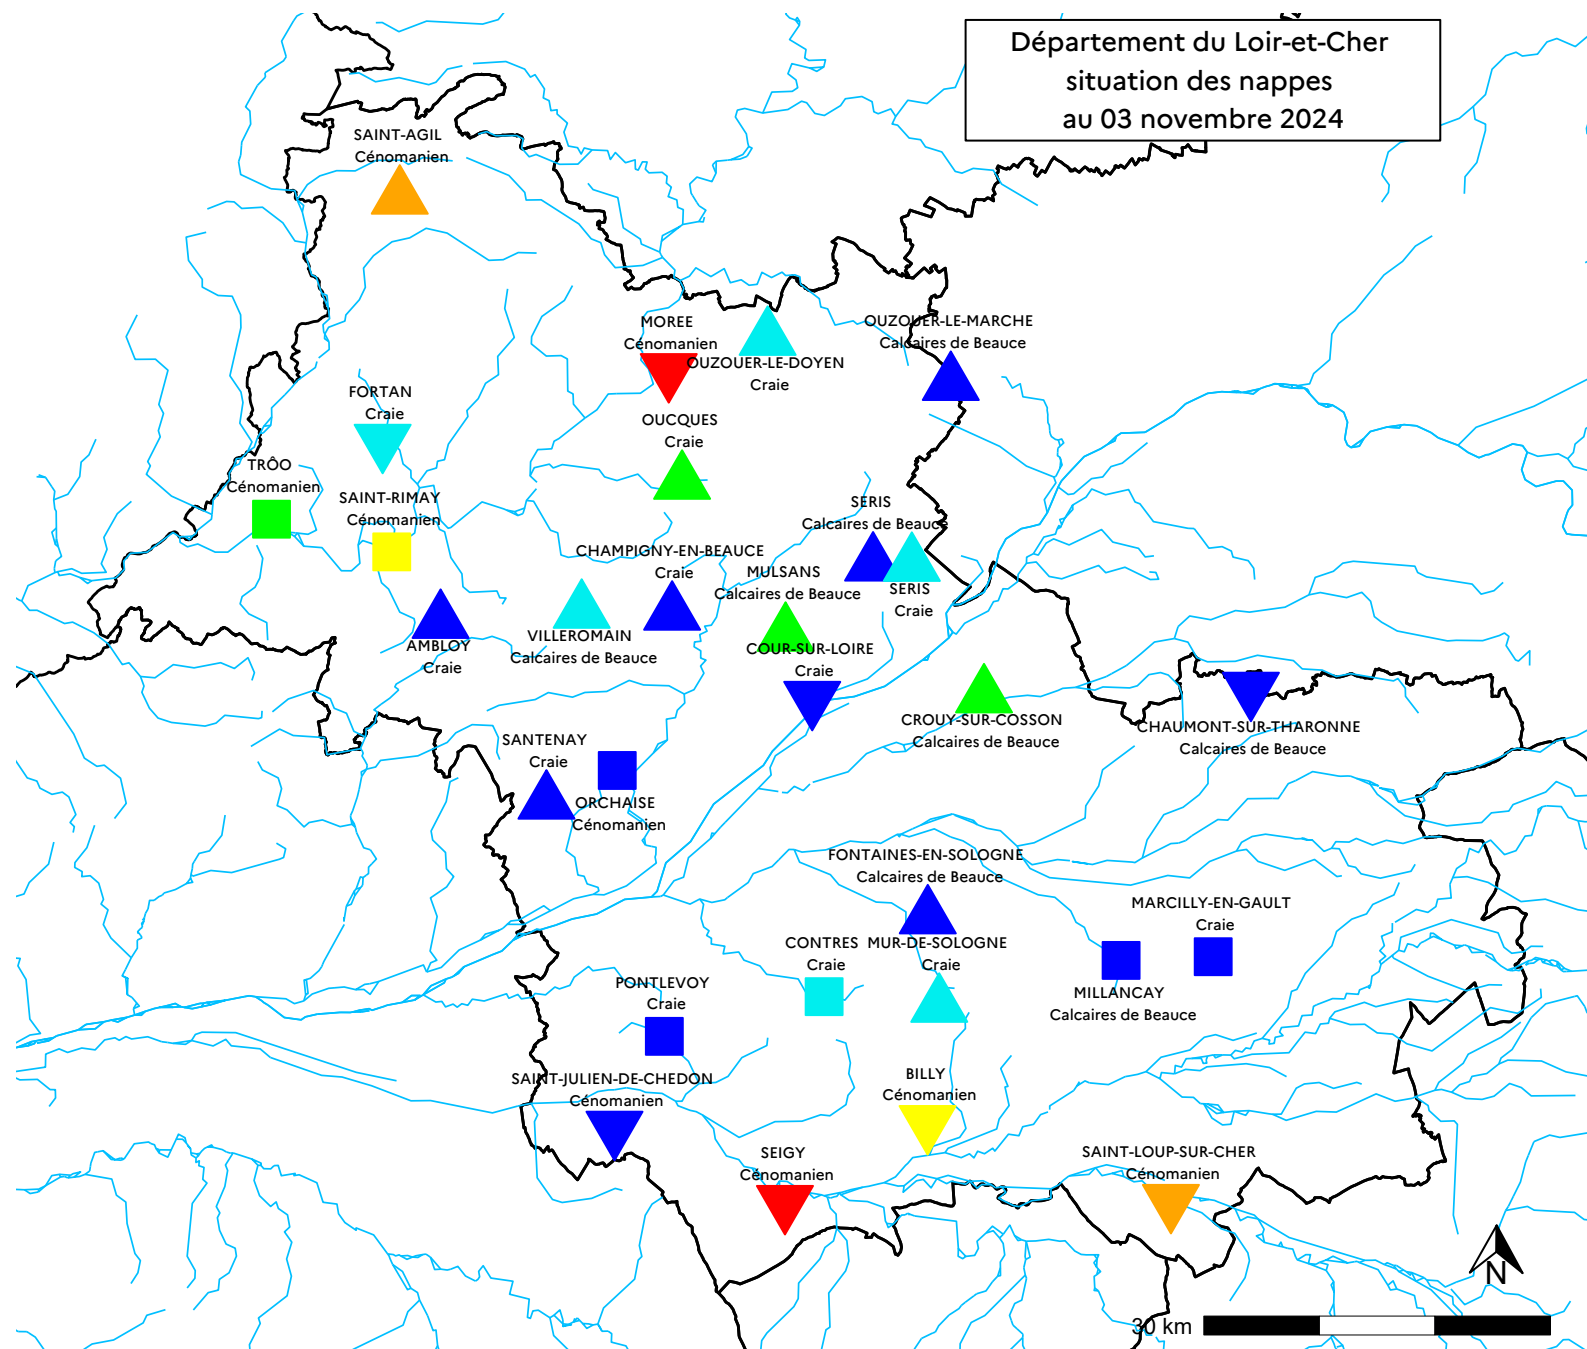 Département du Loir-et-Cher
situation des nappes
au 03 novembre 2024
SAINT-AGIL
Cénomanien
MOREE
Cénomanien
OUZOUER-LE-DOYEN
Craie
OUZOUER-LE-MARCHE
Calcaires de Beauce
FORTAN
Craie
OUCQUES
Craie
TRÔO
Cénomanien
SAINT-RIMAY
Cénomanien
SERIS
Calcaires de Beauce
CHAMPIGNY-EN-BEAUCE
Craie
MULSANS
Calcaires de Beauce
SERIS
Craie
AMBLOY
Craie
VILLEROMAIN
Calcaires de Beauce
COUR-SUR-LOIRE
Craie
CROUY-SUR-COSSON
Calcaires de Beauce
CHAUMONT-SUR-THARONNE
Calcaires de Beauce
SANTENAY
Craie
ORCHAISE
Cénomanien
FONTAINES-EN-SOLOGNE
Calcaires de Beauce
MARCILLY-EN-GAULT
Craie
CONTRES
Craie
MUR-DE-SOLOGNE
Craie
PONTLEVOY
Craie
MILLANCAY
Calcaires de Beauce
SAINT-JULIEN-DE-CHEDON
Cénomanien
BILLY
Cénomanien
SEIGY
Cénomanien
SAINT-LOUP-SUR-CHER
Cénomanien
N
30 km